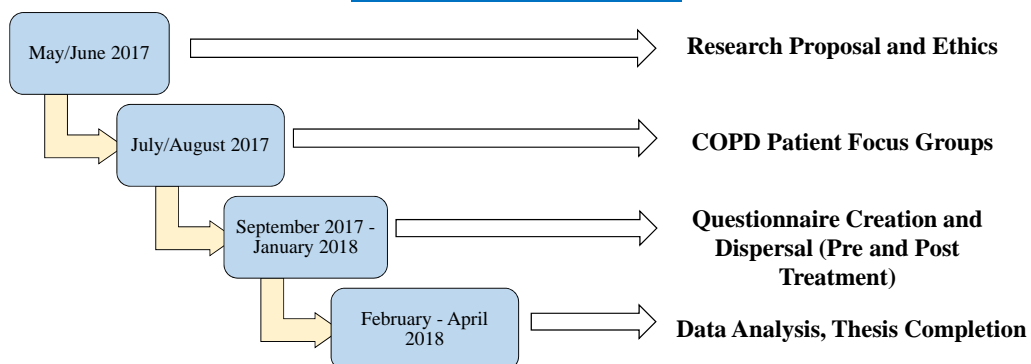 May/June 2017
Research Proposal and Ethics
July/August 2017
COPD Patient Focus Groups
September 2017 -
January 2018
Questionnaire Creation and
Dispersal (Pre and Post
Treatment)
February - April
2018
Data Analysis, Thesis Completion